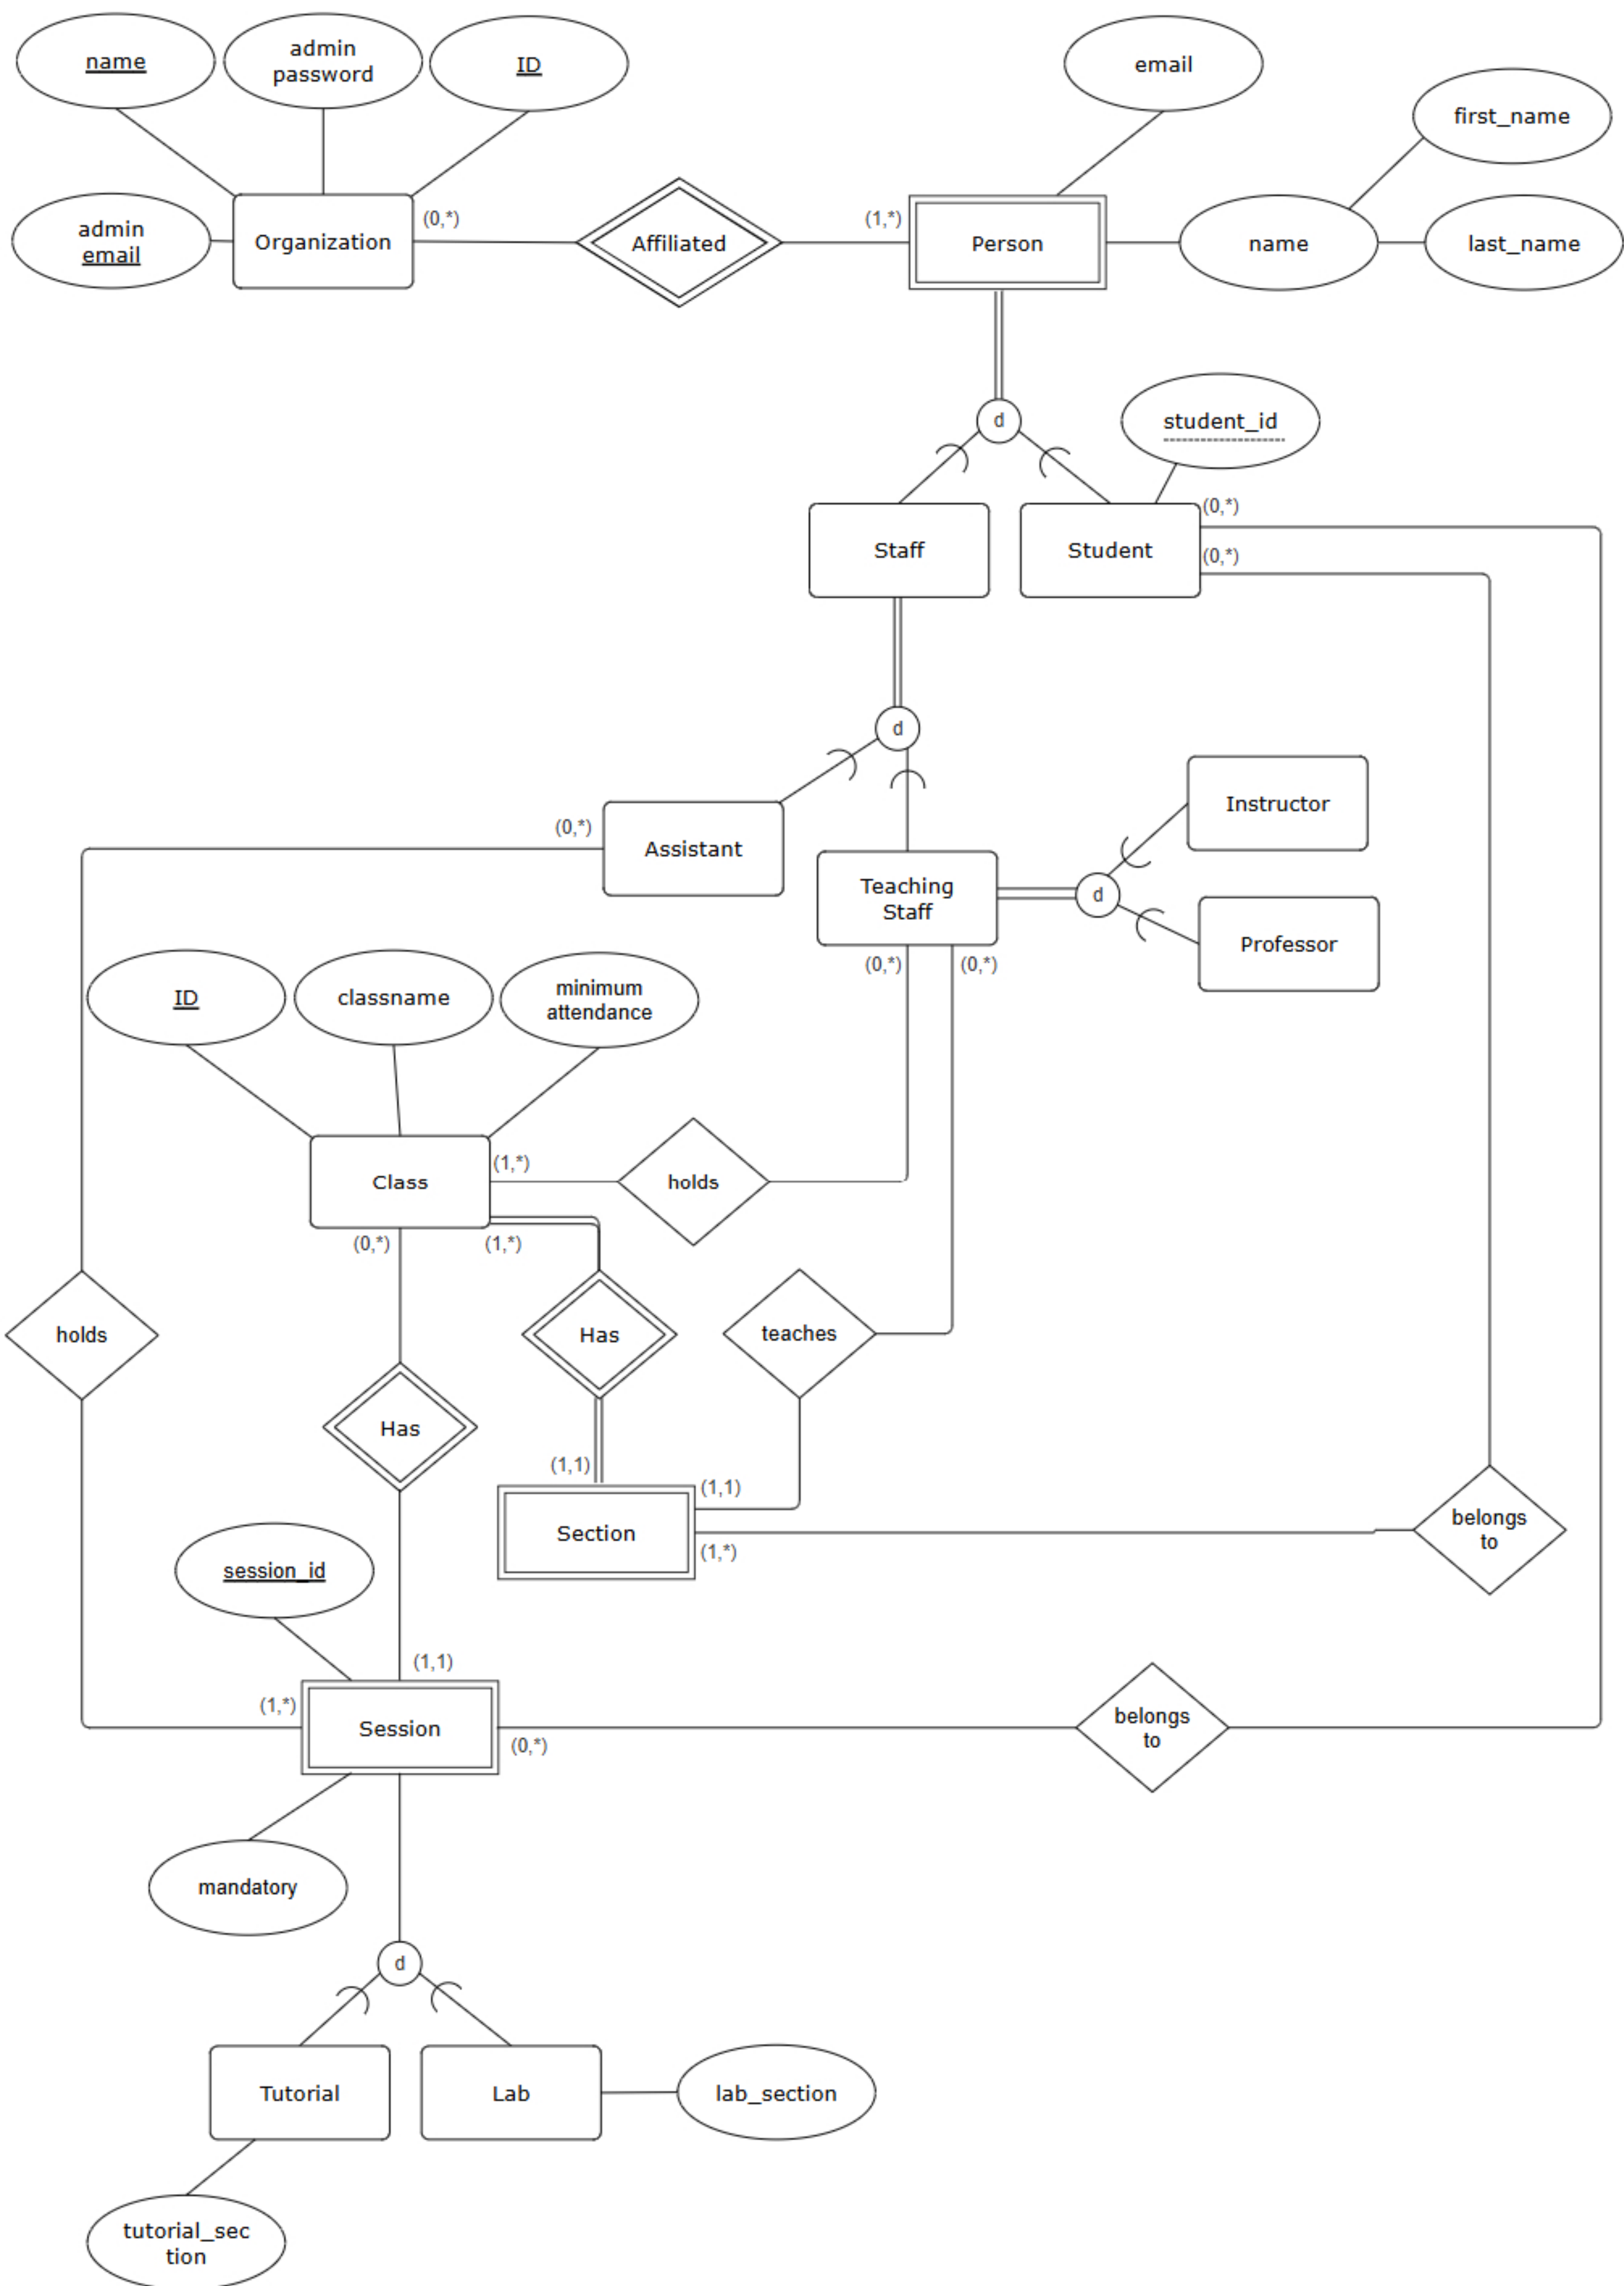 name
admin
password
ID
email
first_name
admin
email
Organization
(0,*)
Affiliated
(1,*)
Person
name
last_name
d
student_id
Staff
Student
(0,*)
(0,*)
d
Assistant
(0,*)
Teaching
Staff
d
Instructor
Professor
(0,*)
(0,*)
ID
classname
minimum
attendance
Class
(1,*)
holds
(0,*)
(1,*)
holds
Has
teaches
Has
(1,1)
(1,1)
Section
(1,*)
belongs
to
session_id
(1,1)
(1,*)
Session
(0,*)
belongs
to
mandatory
d
Tutorial
Lab
lab_section
tutorial_sec
tion